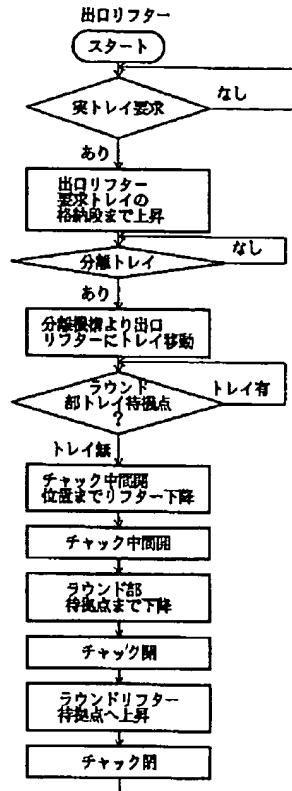 出口リフター
スタート
実トレイ要求
なし
あり
出口リフター
要求トレイの
格納段まで上昇
なし
分離トレイ
あり
分離機構より出口
リフターにトレイ移動
ラウンド
部トレイ待拠点
?
トレイ有
トレイ無
チャック中間開
位置までリフター下降
チャック中間開
ラウンド部
待拠点まで下降
チャック開
ラウンドリフター
待拠点へ上昇
チャック閉